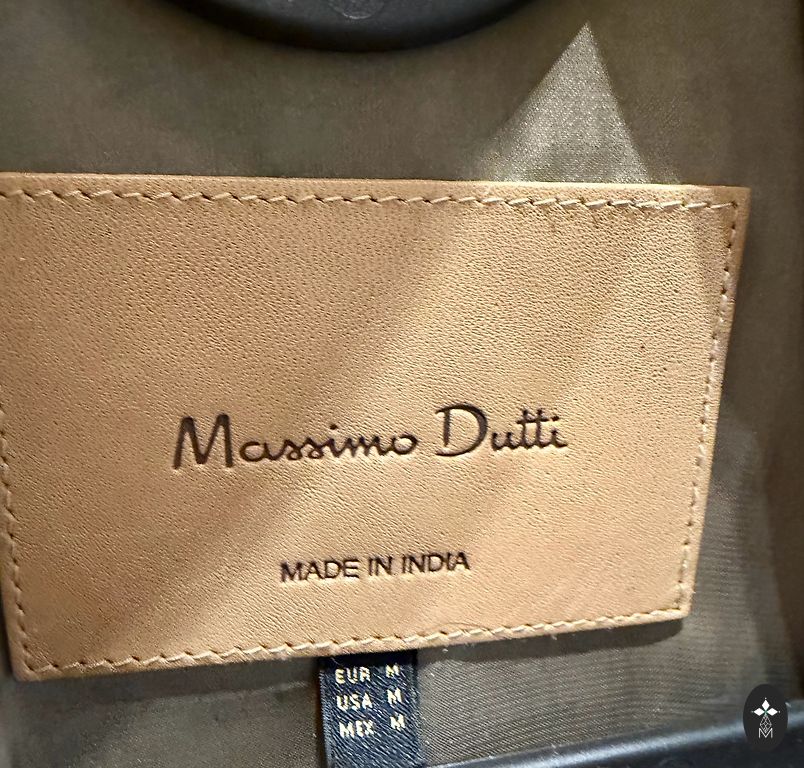 Massimo Dutti
MADE IN INDIA
EUR M
USA M
MEX M